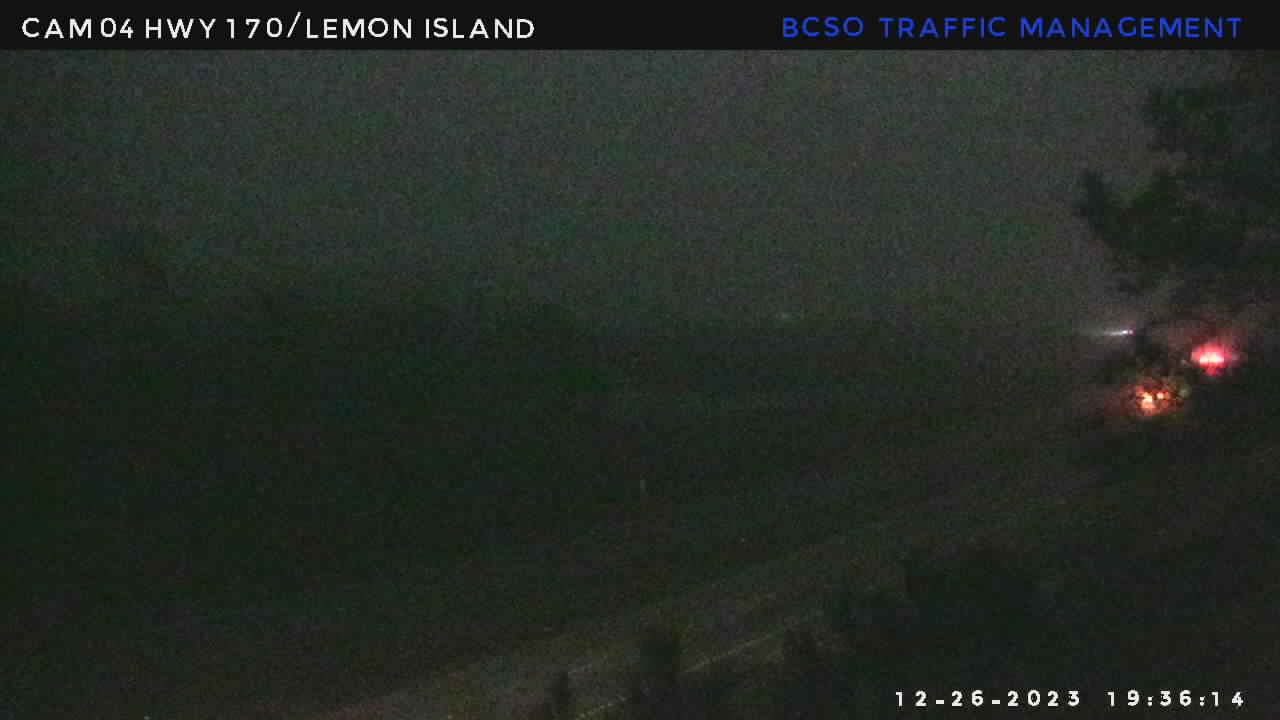 CAM04 HWY 170/LEMON ISLAND
BCSO TRAFFIC MANAGEMENT
12-26-2023 19:36:14